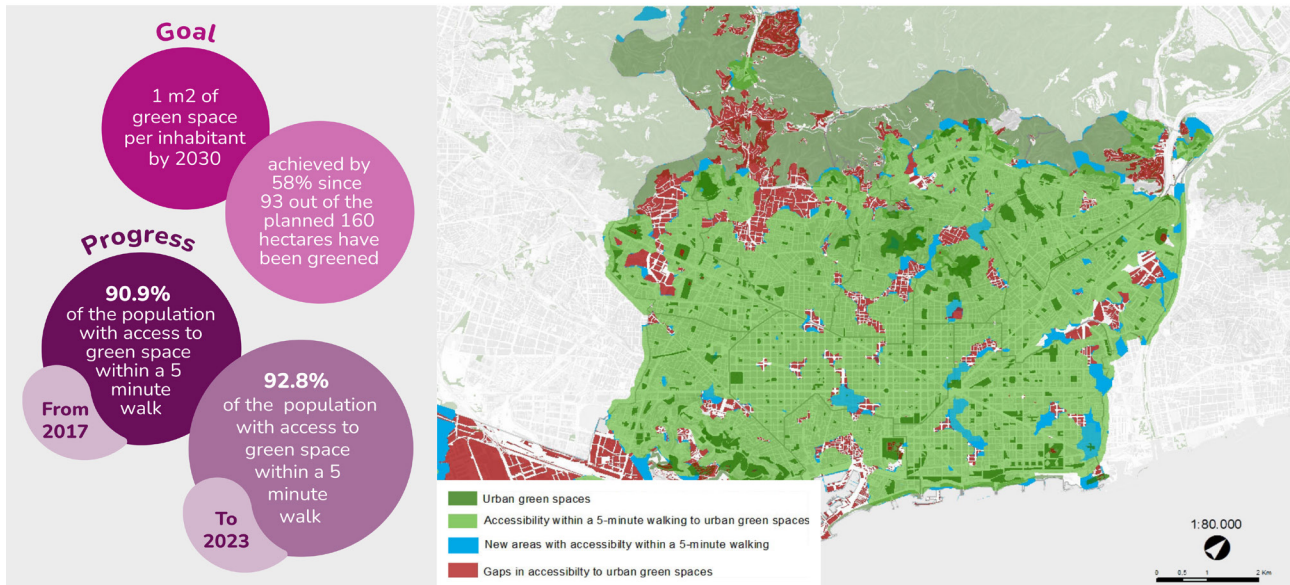 Goal
1 m2 of
green space
per inhabitant
by 2030
achieved by
58% since
93 out of the
planned 160
hectares have
been greened
Progress
90.9%
of the population
with access to
green space
within a 5
minute
walk
From
2017
92.8%
of the population
with access to
green space
within a 5
minute
walk
To
2023
Urban green spaces
Accessibility within a 5-minute walking to urban green spaces
New areas with accessibilty within a 5-minute walking
Gaps in accessibilty to urban green spaces
1:80.000
0 0.5 1 2 Km